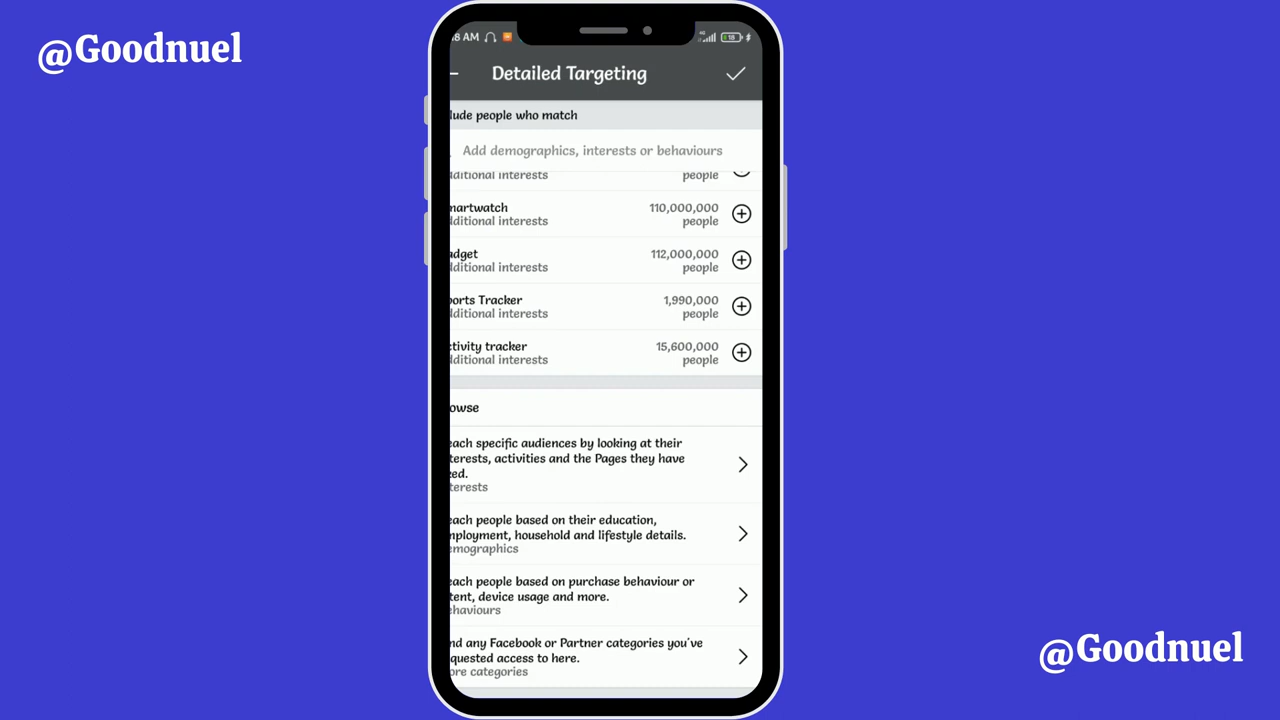 @Goodnuel
:8 AM
4G
18
Detailed Targeting
lude people who match
Add demographics, interests or behaviours
dditional interests
people
martwatch
110,000,000
dditional interests
people
adget
112,000,000
dditional interests
people
ports Tracker
1,990,000
dditional interests
people
ctivity tracker
15,600,000
dditional interests
people
owse
each specific audiences by looking at their
terests, activities and the Pages they have
ked.
terests
each people based on their education,
mployment, household and lifestyle details.
emographics
each people based on purchase behaviour or
tent, device usage and more.
ehaviours
nd any Facebook or Partner categories you've
quested access to here.
ore categories
@Goodnuel